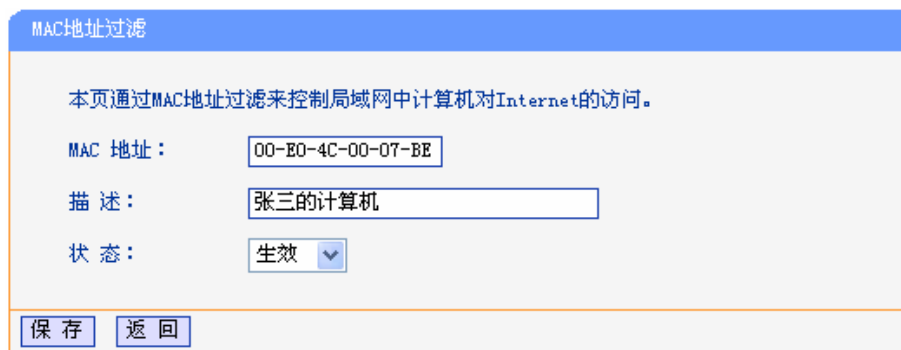 MAC地址过滤
本页通过MAC地址过滤来控制局域网中计算机对Internet的访问。
MAC 地址： 00-E0-4C-00-07-BE
描 述： 张三的计算机
状 态： 生效
保 存 返 回